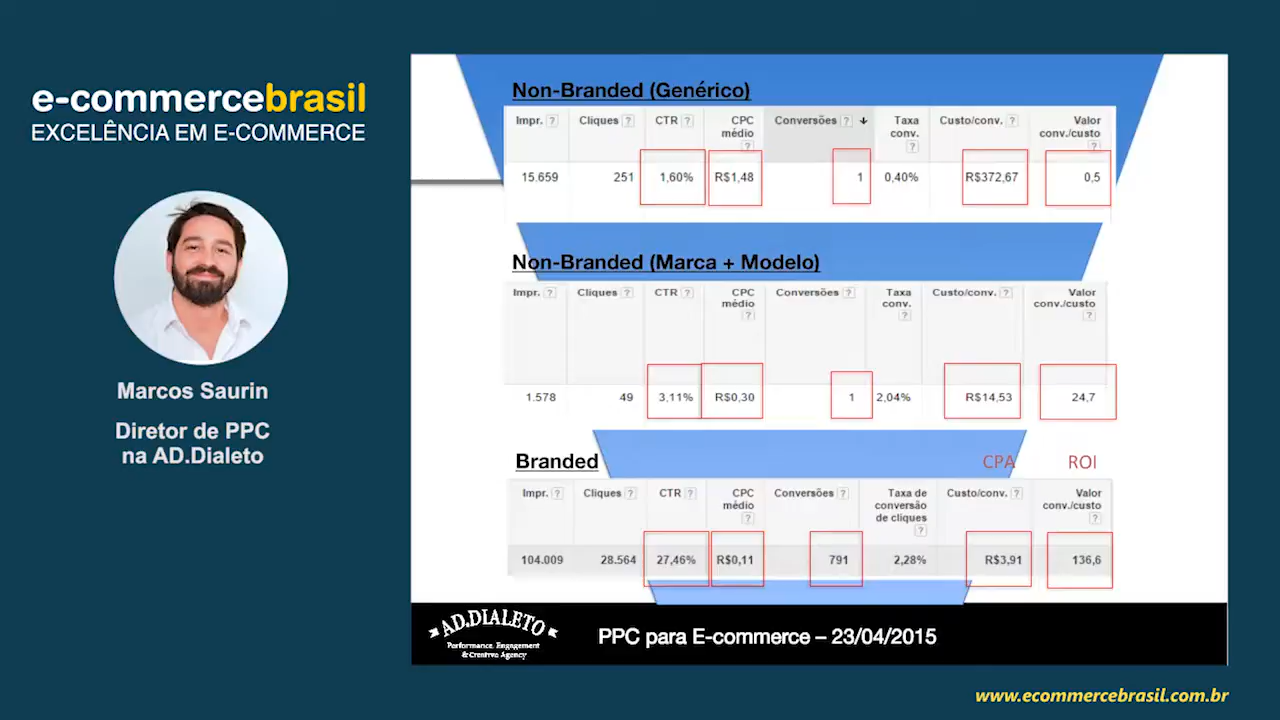 e-commercebrasil
EXCELÊNCIA EM E-COMMERCE
Marcos Saurin
Diretor de PPC
na AD.Dialeto
Non-Branded (Genérico)
Impr. ? Cliques ? CTR ? CPC médio ? Conversões ? ↓ Taxa conv. ? Custo/conv. ? Valor conv./custo ?
15.659 251 1,60% R$1,48 1 0,40% R$372,67 0,5
Non-Branded (Marca + Modelo)
Impr. ? Cliques ? CTR ? CPC médio ? Conversões ? Taxa conv. ? Custo/conv. ? Valor conv./custo ?
1.578 49 3,11% R$0,30 1 2,04% R$14,53 24,7
Branded CPA ROI
Impr. ? Cliques ? CTR ? CPC médio ? Conversões ? Taxa de conversão de cliques ? Custo/conv. ? Valor conv./custo ?
104.009 28.564 27,46% R$0,11 791 2,28% R$3,91 136,6
AD.DIALETO
Performance, Engagement
& Creative Agency
PPC para E-commerce – 23/04/2015
www.ecommercebrasil.com.br